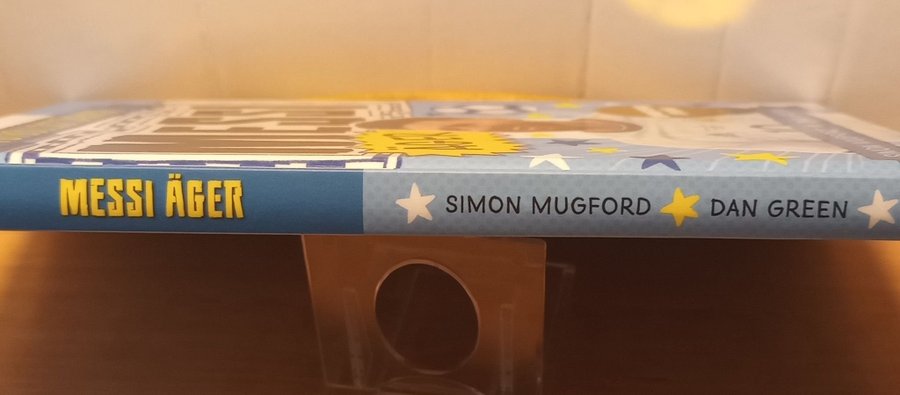 MESSI ÄGER
SIMON MUGFORD
DAN GREEN